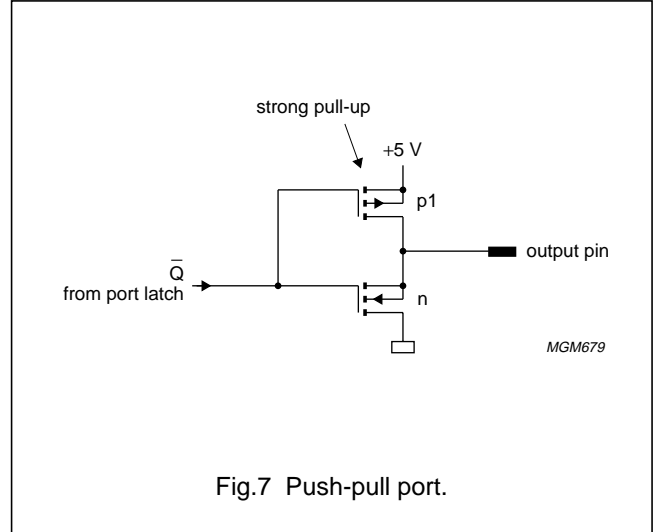 strong pull-up
+5 V
p1
output pin
Q̅
from port latch
n
MGM679
Fig.7 Push-pull port.